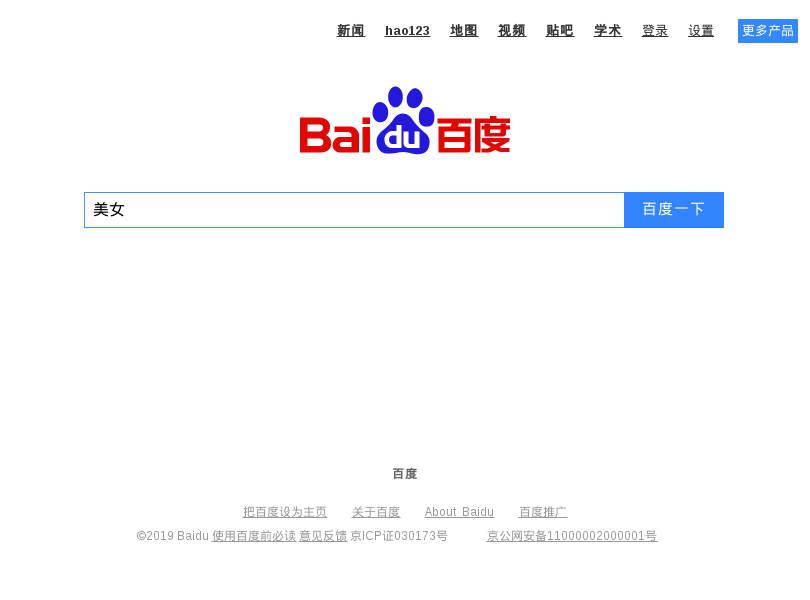 新闻 hao123 地图 视频 贴吧 学术 登录 设置 更多产品
Bai du 百度
美女 百度一下
百度
把百度设为主页 关于百度 About Baidu 百度推广
©2019 Baidu 使用百度前必读 意见反馈 京ICP证030173号 京公网安备11000002000001号